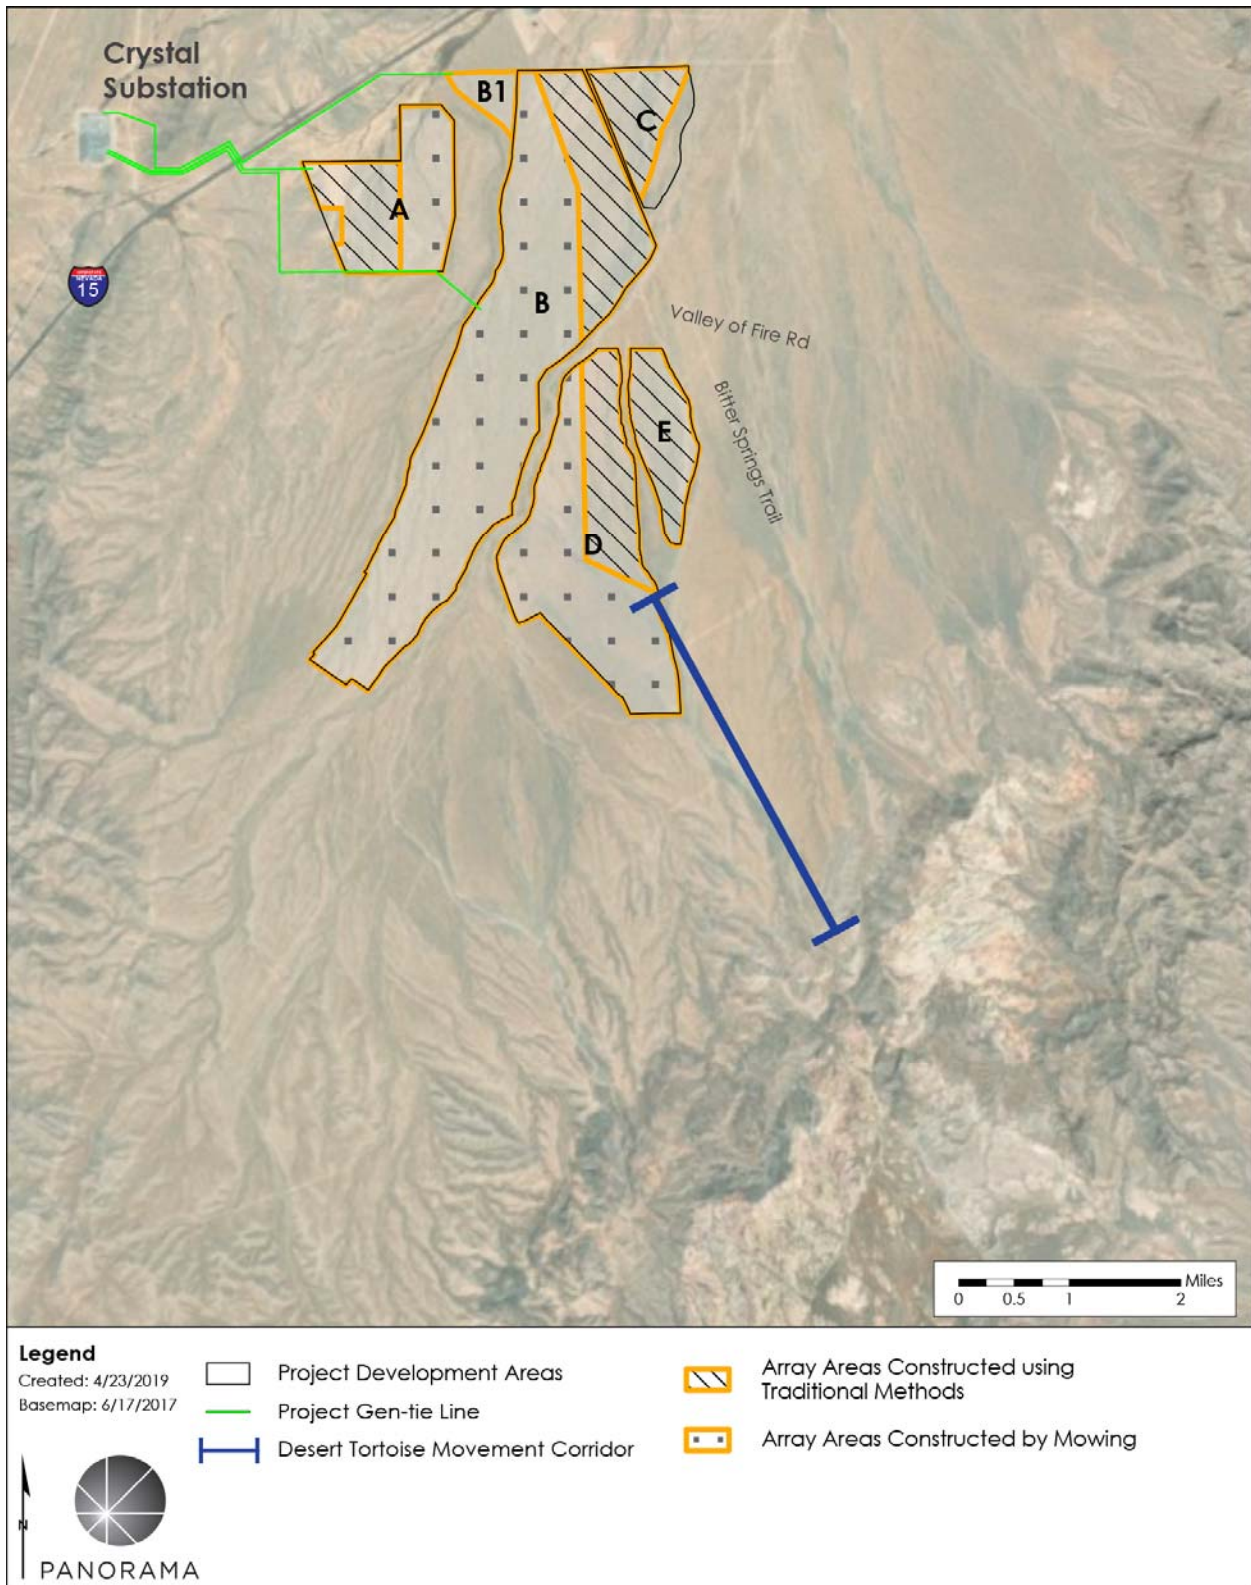 Crystal
Substation
B1
C
A
INTERSTATE
NEVADA
15
B
Valley of Fire Rd
Bitter Springs Trail
E
D
Miles
0 0.5 1 2
Legend
Created: 4/23/2019
Basemap: 6/17/2017
Project Development Areas
Project Gen-tie Line
Desert Tortoise Movement Corridor
Array Areas Constructed using
Traditional Methods
Array Areas Constructed by Mowing
N
PANORAMA